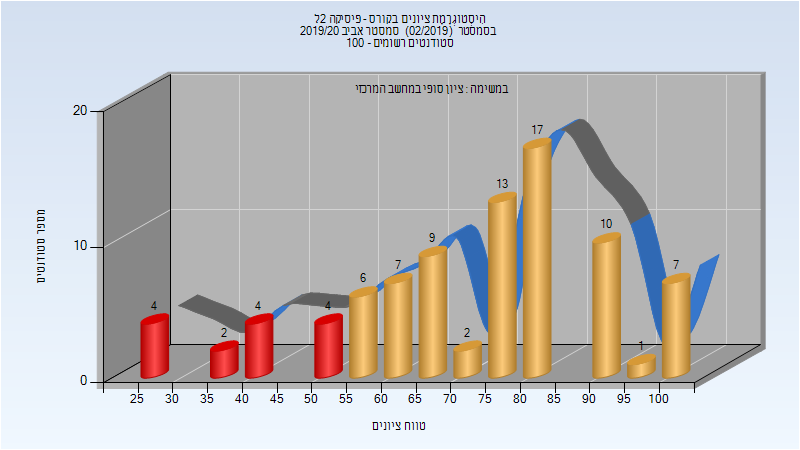 היסטוגרמת ציונים בקורס - פיסיקה 2ל
בסמסטר (02/2019) סמסטר אביב 2019/20
סטודנטים רשומים - 100
במשימה : ציון סופי במחשב המרכזי
מספר סטודנטים
20
10
0
4
2
4
4
6
7
9
2
13
17
10
1
7
25 30 35 40 45 50 55 60 65 70 75 80 85 90 95 100
טווח ציונים